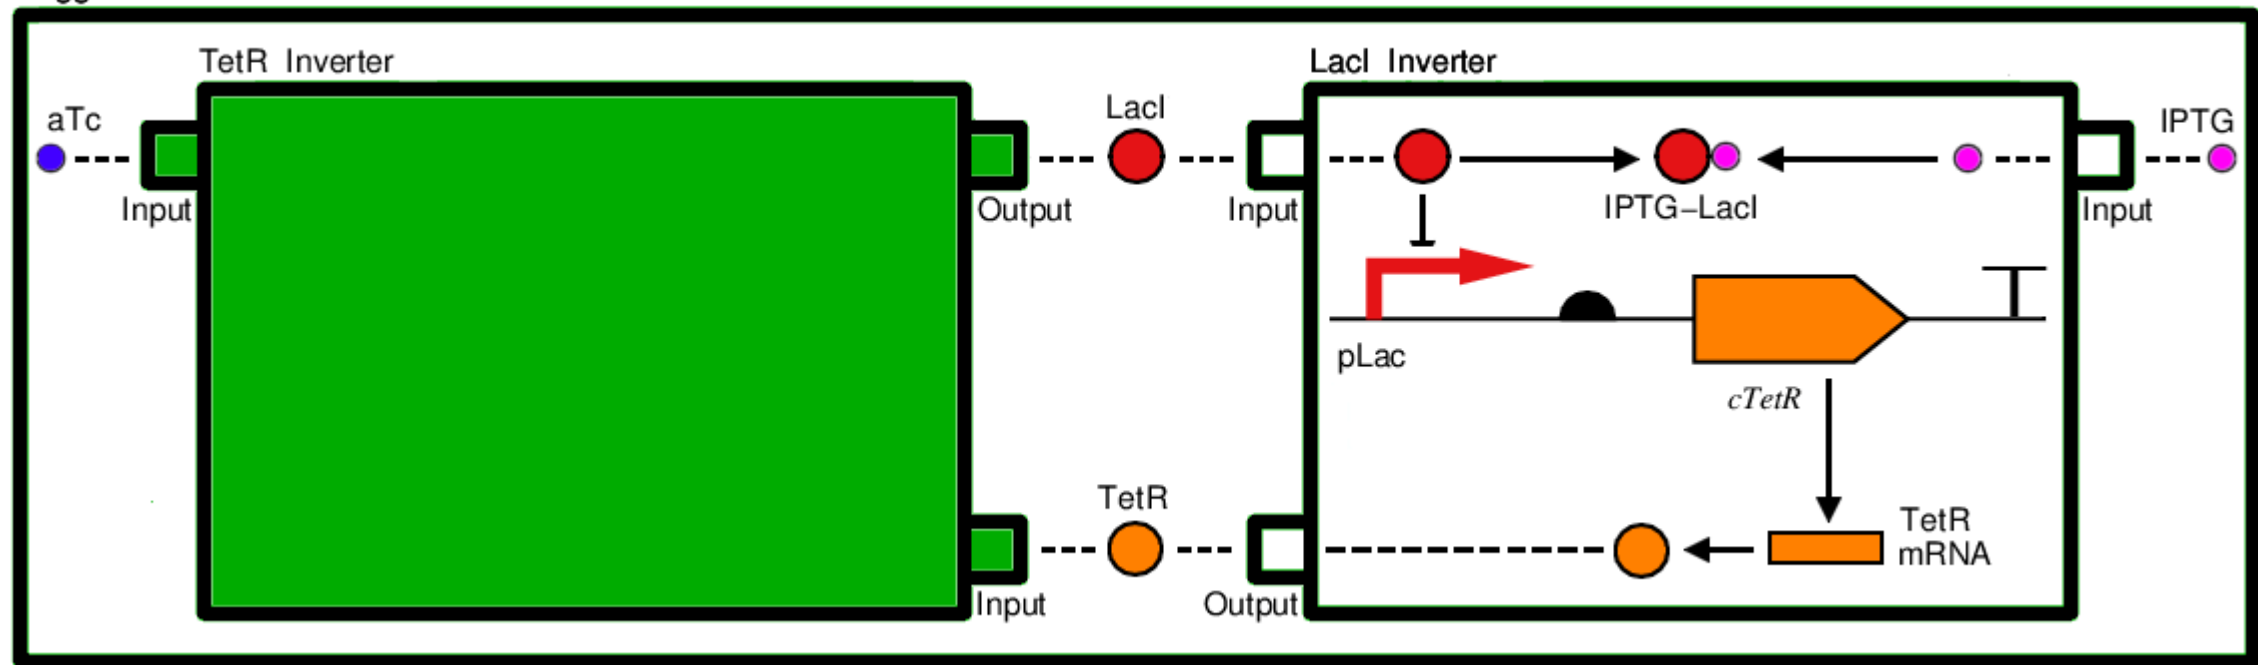 TetR Inverter
LacI Inverter
aTc
LacI
IPTG
Input
Output
Input
IPTG–LacI
Input
pLac
cTetR
TetR
TetR
mRNA
Input
Output